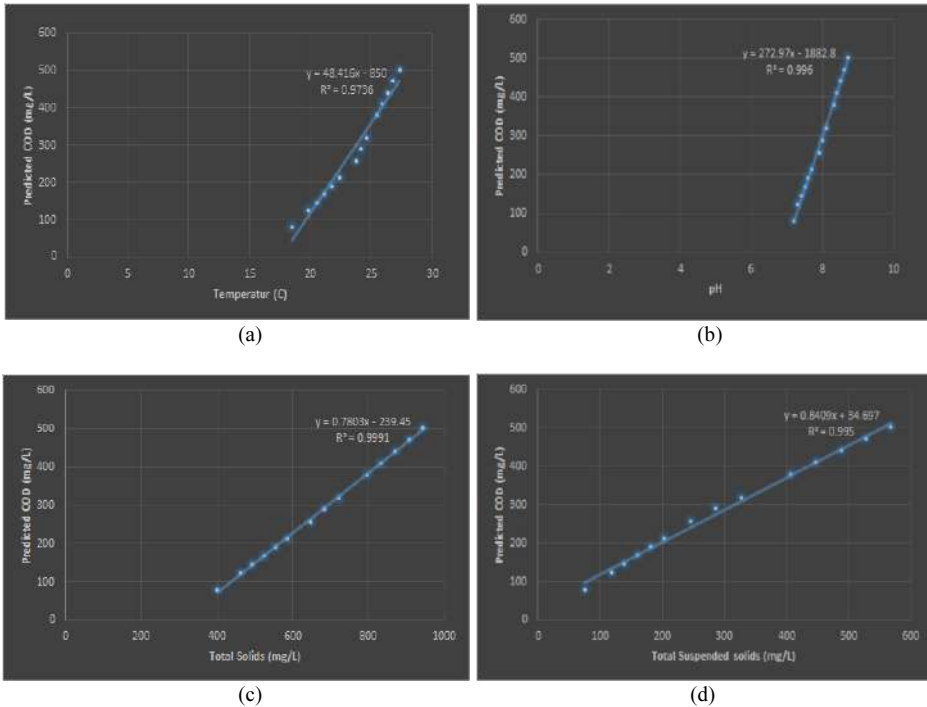 Predicted COD (mg/L)
600
500
400
300
200
100
0
y = 48.416x - 850
R² = 0.9736
0 5 10 15 20 25 30
Temperatur (C)
(a)
Predicted COD (mg/L)
600
500
400
300
200
100
0
y = 272.97x - 1882.8
R² = 0.996
0 2 4 6 8 10
pH
(b)
Predicted COD (mg/L)
600
500
400
300
200
100
0
y = 0.7803x - 239.45
R² = 0.9991
0 200 400 600 800 1000
Total Solids (mg/L)
(c)
Predicted COD (mg/L)
600
500
400
300
200
100
0
y = 0.8409x + 34.697
R² = 0.995
0 100 200 300 400 500 600
Total Suspended solids (mg/L)
(d)